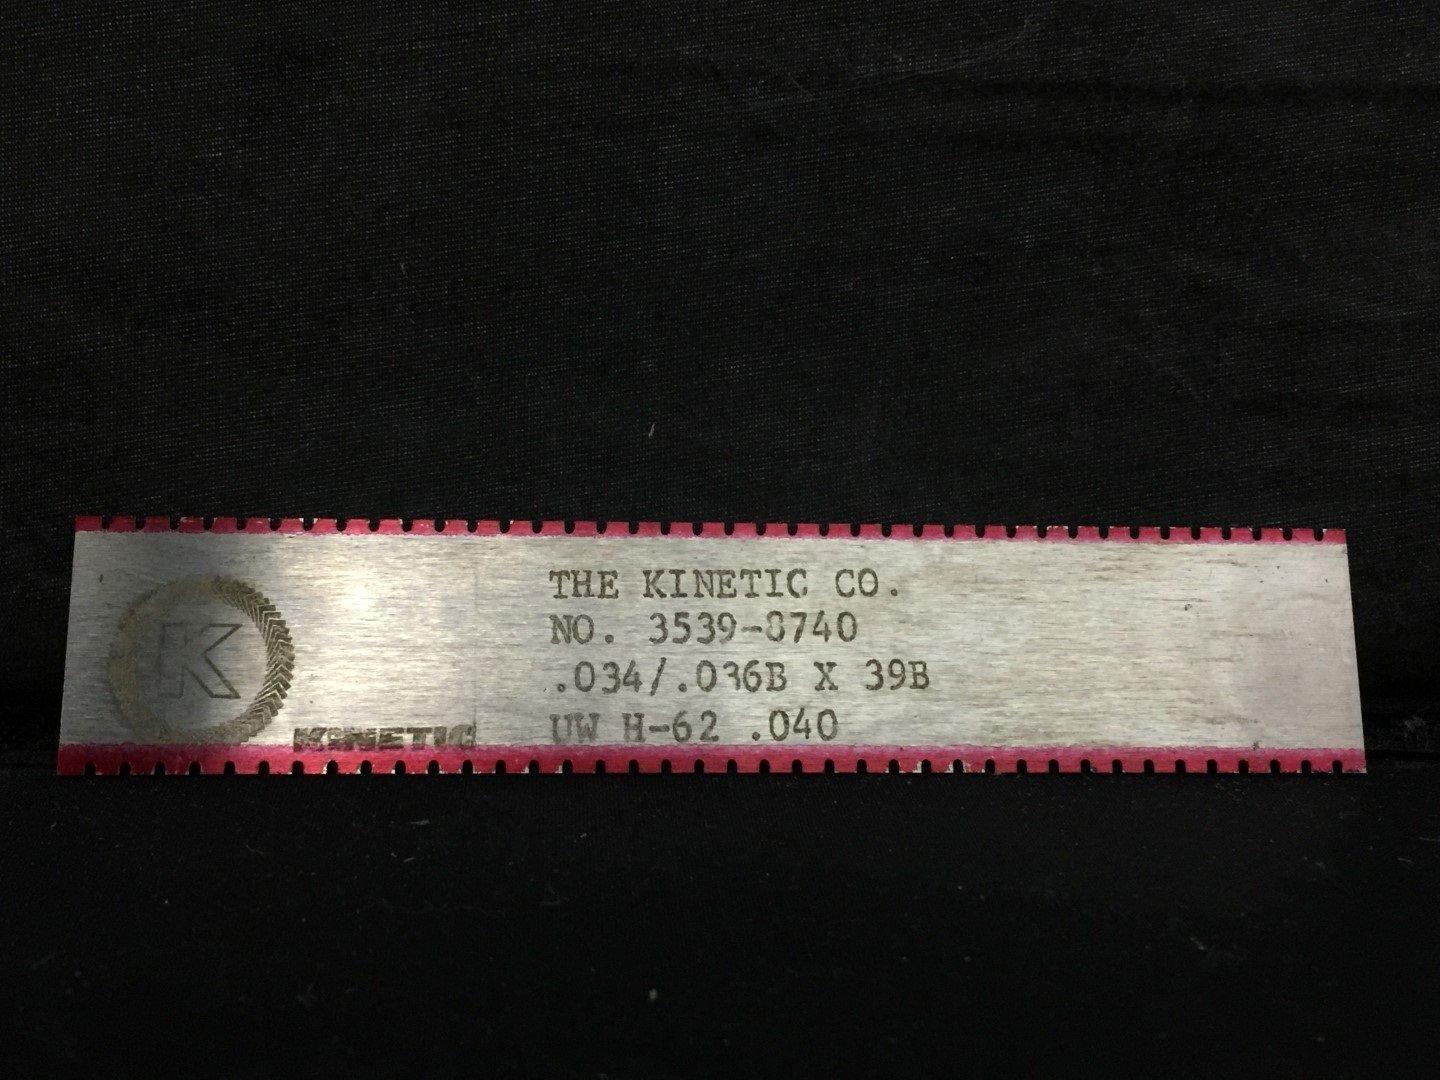 THE KINETIC CO.
NO. 3539-8740
.034/.036B X 39B
UW H-62 .040
K
KINETIC